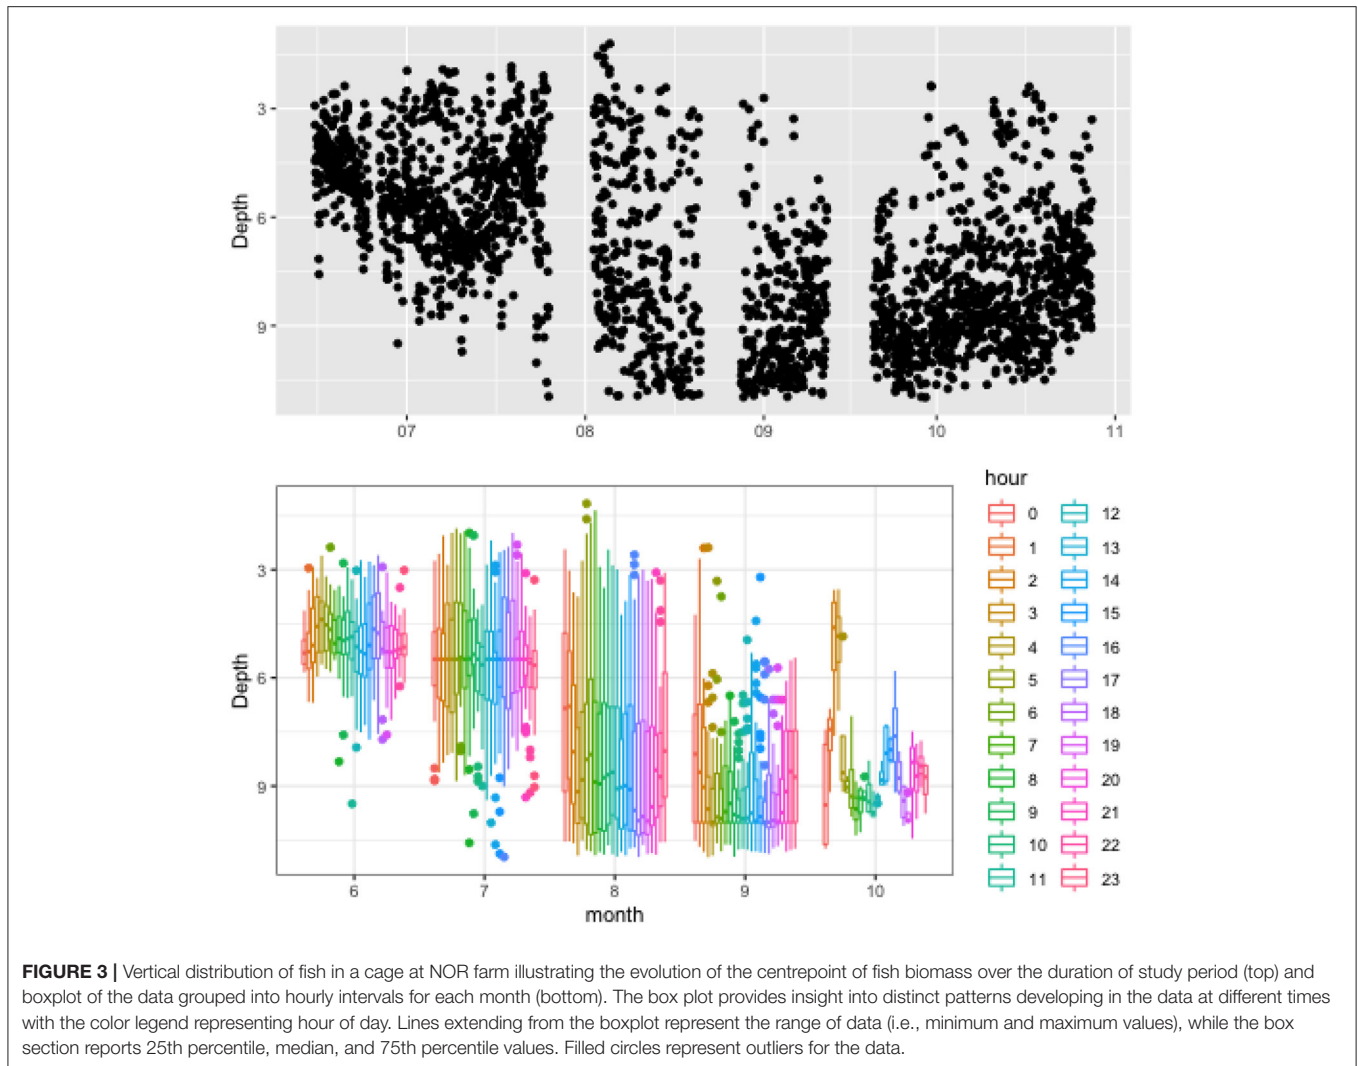 3
6
9
Depth
07 08 09 10 11
hour
0 12
1 13
2 14
3 15
4 16
5 17
6 18
7 19
8 20
9 21
10 22
11 23
3
6
9
Depth
6 7 8 9 10
month
FIGURE 3 | Vertical distribution of fish in a cage at NOR farm illustrating the evolution of the centrepoint of fish biomass over the duration of study period (top) and
boxplot of the data grouped into hourly intervals for each month (bottom). The box plot provides insight into distinct patterns developing in the data at different times
with the color legend representing hour of day. Lines extending from the boxplot represent the range of data (i.e., minimum and maximum values), while the box
section reports 25th percentile, median, and 75th percentile values. Filled circles represent outliers for the data.